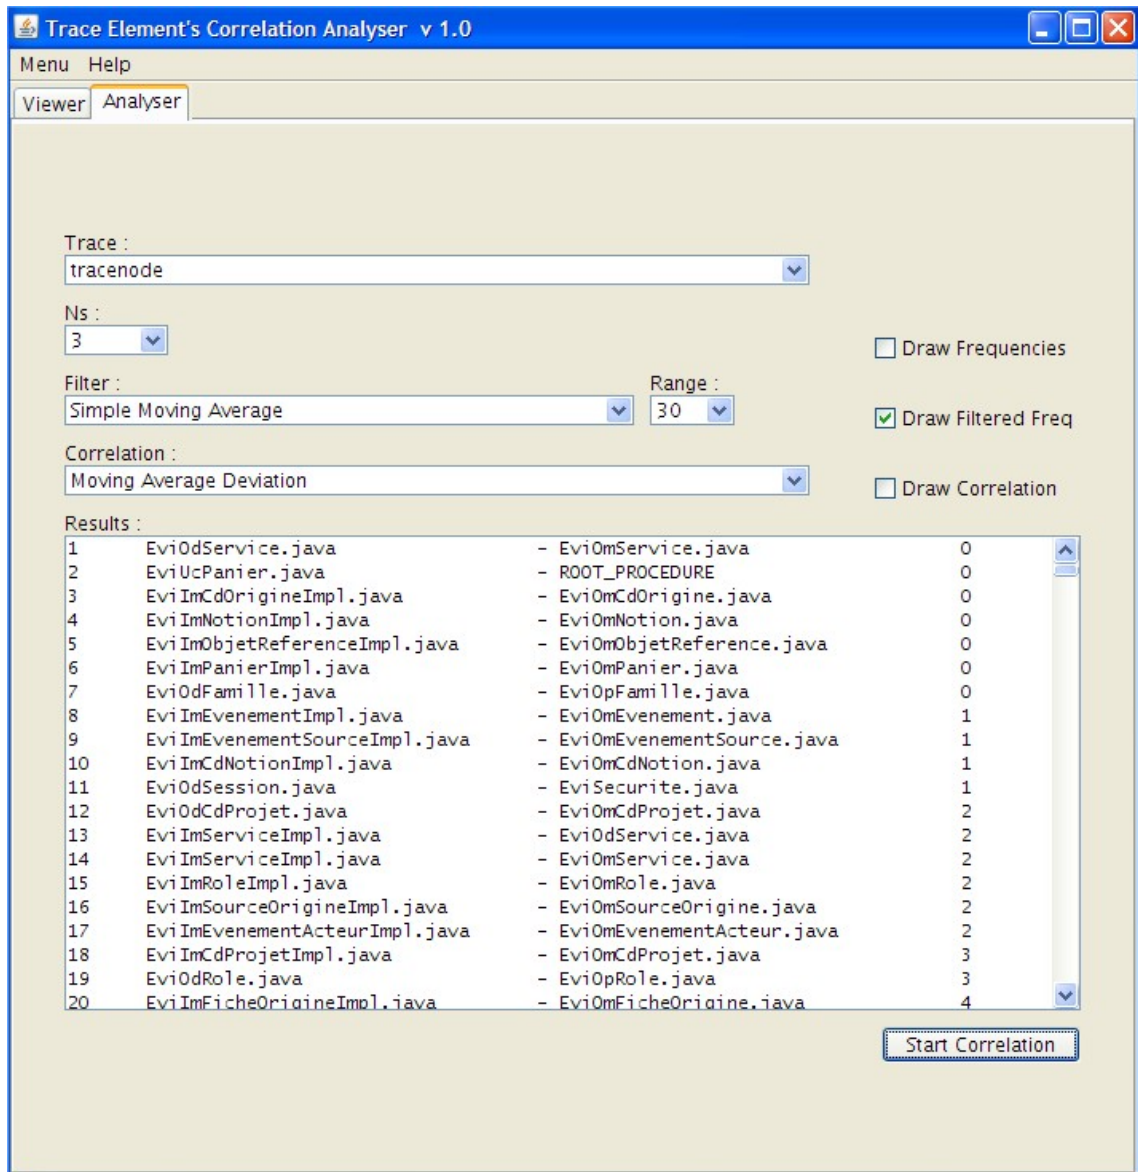 Trace Element's Correlation Analyser v 1.0
Menu Help
Viewer Analyser
Trace :
tracenode
Ns :
3
Draw Frequencies
Filter :
Range :
Simple Moving Average
30
Draw Filtered Freq
Correlation :
Moving Average Deviation
Draw Correlation
Results :
1 EviOdService.java - EviOmService.java 0
2 EviUcPanier.java - ROOT_PROCEDURE 0
3 EviImCdOrigineImpl.java - EviOmCdOrigine.java 0
4 EviImNotionImpl.java - EviOmNotion.java 0
5 EviImObjetReferenceImpl.java - EviOmObjetReference.java 0
6 EviImPanierImpl.java - EviOmPanier.java 0
7 EviOdFamille.java - EviOpFamille.java 0
8 EviImEvenementImpl.java - EviOmEvenement.java 1
9 EviImEvenementSourceImpl.java - EviOmEvenementSource.java 1
10 EviImCdNotionImpl.java - EviOmCdNotion.java 1
11 EviOdSession.java - EviSecurite.java 1
12 EviOdCdProjet.java - EviOmCdProjet.java 2
13 EviImServiceImpl.java - EviOdService.java 2
14 EviImServiceImpl.java - EviOmService.java 2
15 EviImRoleImpl.java - EviOmRole.java 2
16 EviImSourceOrigineImpl.java - EviOmSourceOrigine.java 2
17 EviImEvenementActeurImpl.java - EviOmEvenementActeur.java 2
18 EviImCdProjetImpl.java - EviOmCdProjet.java 3
19 EviOdRole.java - EviOpRole.java 3
20 EviImFicheOrigineImpl.java - EviOmFicheOrigine.java 4
Start Correlation